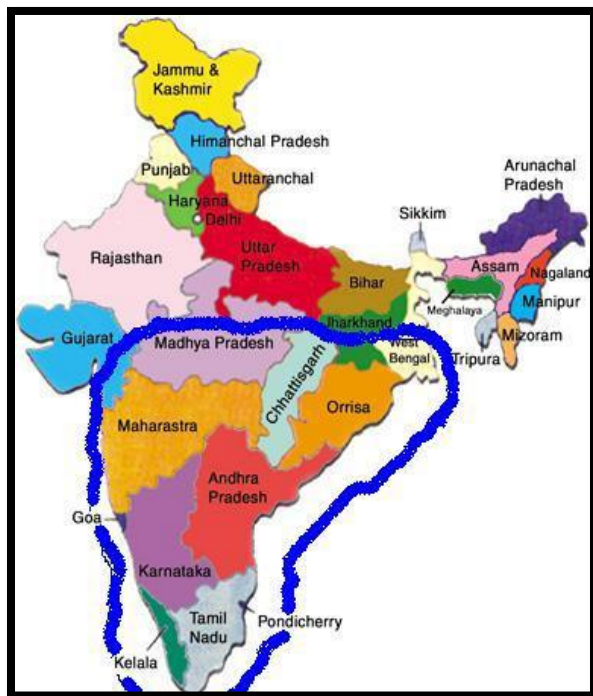 Jammu &
Kashmir
Himanchal Pradesh
Punjab
Uttaranchal
Haryana
Delhi
Arunachal
Pradesh
Sikkim
Uttar
Pradesh
Rajasthan
Bihar
Assam
Nagaland
Meghalaya
Manipur
Jharkhand
Gujarat
Madhya Pradesh
West
Bengal
Tripura
Mizoram
Chhattisgarh
Orrisa
Maharastra
Andhra
Pradesh
Goa
Karnataka
Tamil
Nadu
Pondicherry
Kelala